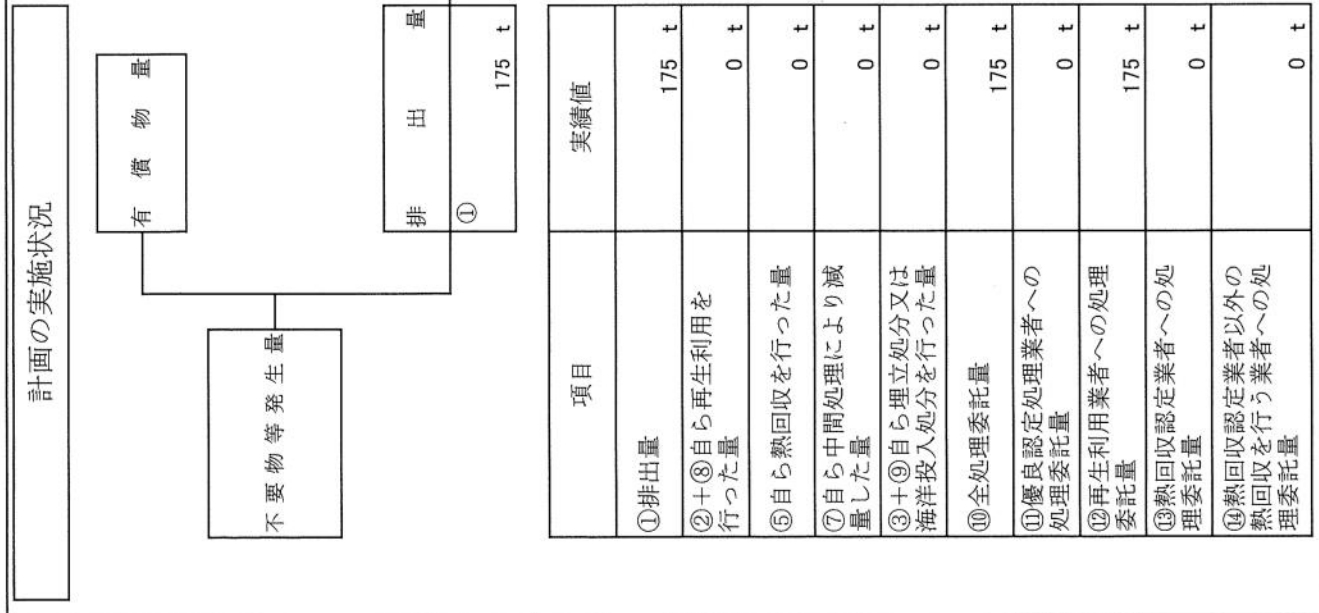 計画の実施状況
有償物量
不要物等発生量
排出量
① 175 t
項目 実績値
①排出量 175 t
②+⑧自ら再生利用を
行った量 0 t
⑤自ら熱回収を行った量 0 t
⑦自ら中間処理により減
量した量 0 t
③+⑨自ら埋立処分又は
海洋投入処分を行った量 0 t
⑩全処理委託量 175 t
⑪優良認定処理業者への
処理委託量 0 t
⑫再生利用業者への処理
委託量 175 t
⑬熱回収認定業者への処
理委託量 0 t
⑭熱回収認定業者以外の
熱回収を行う業者への処
理委託量 0 t